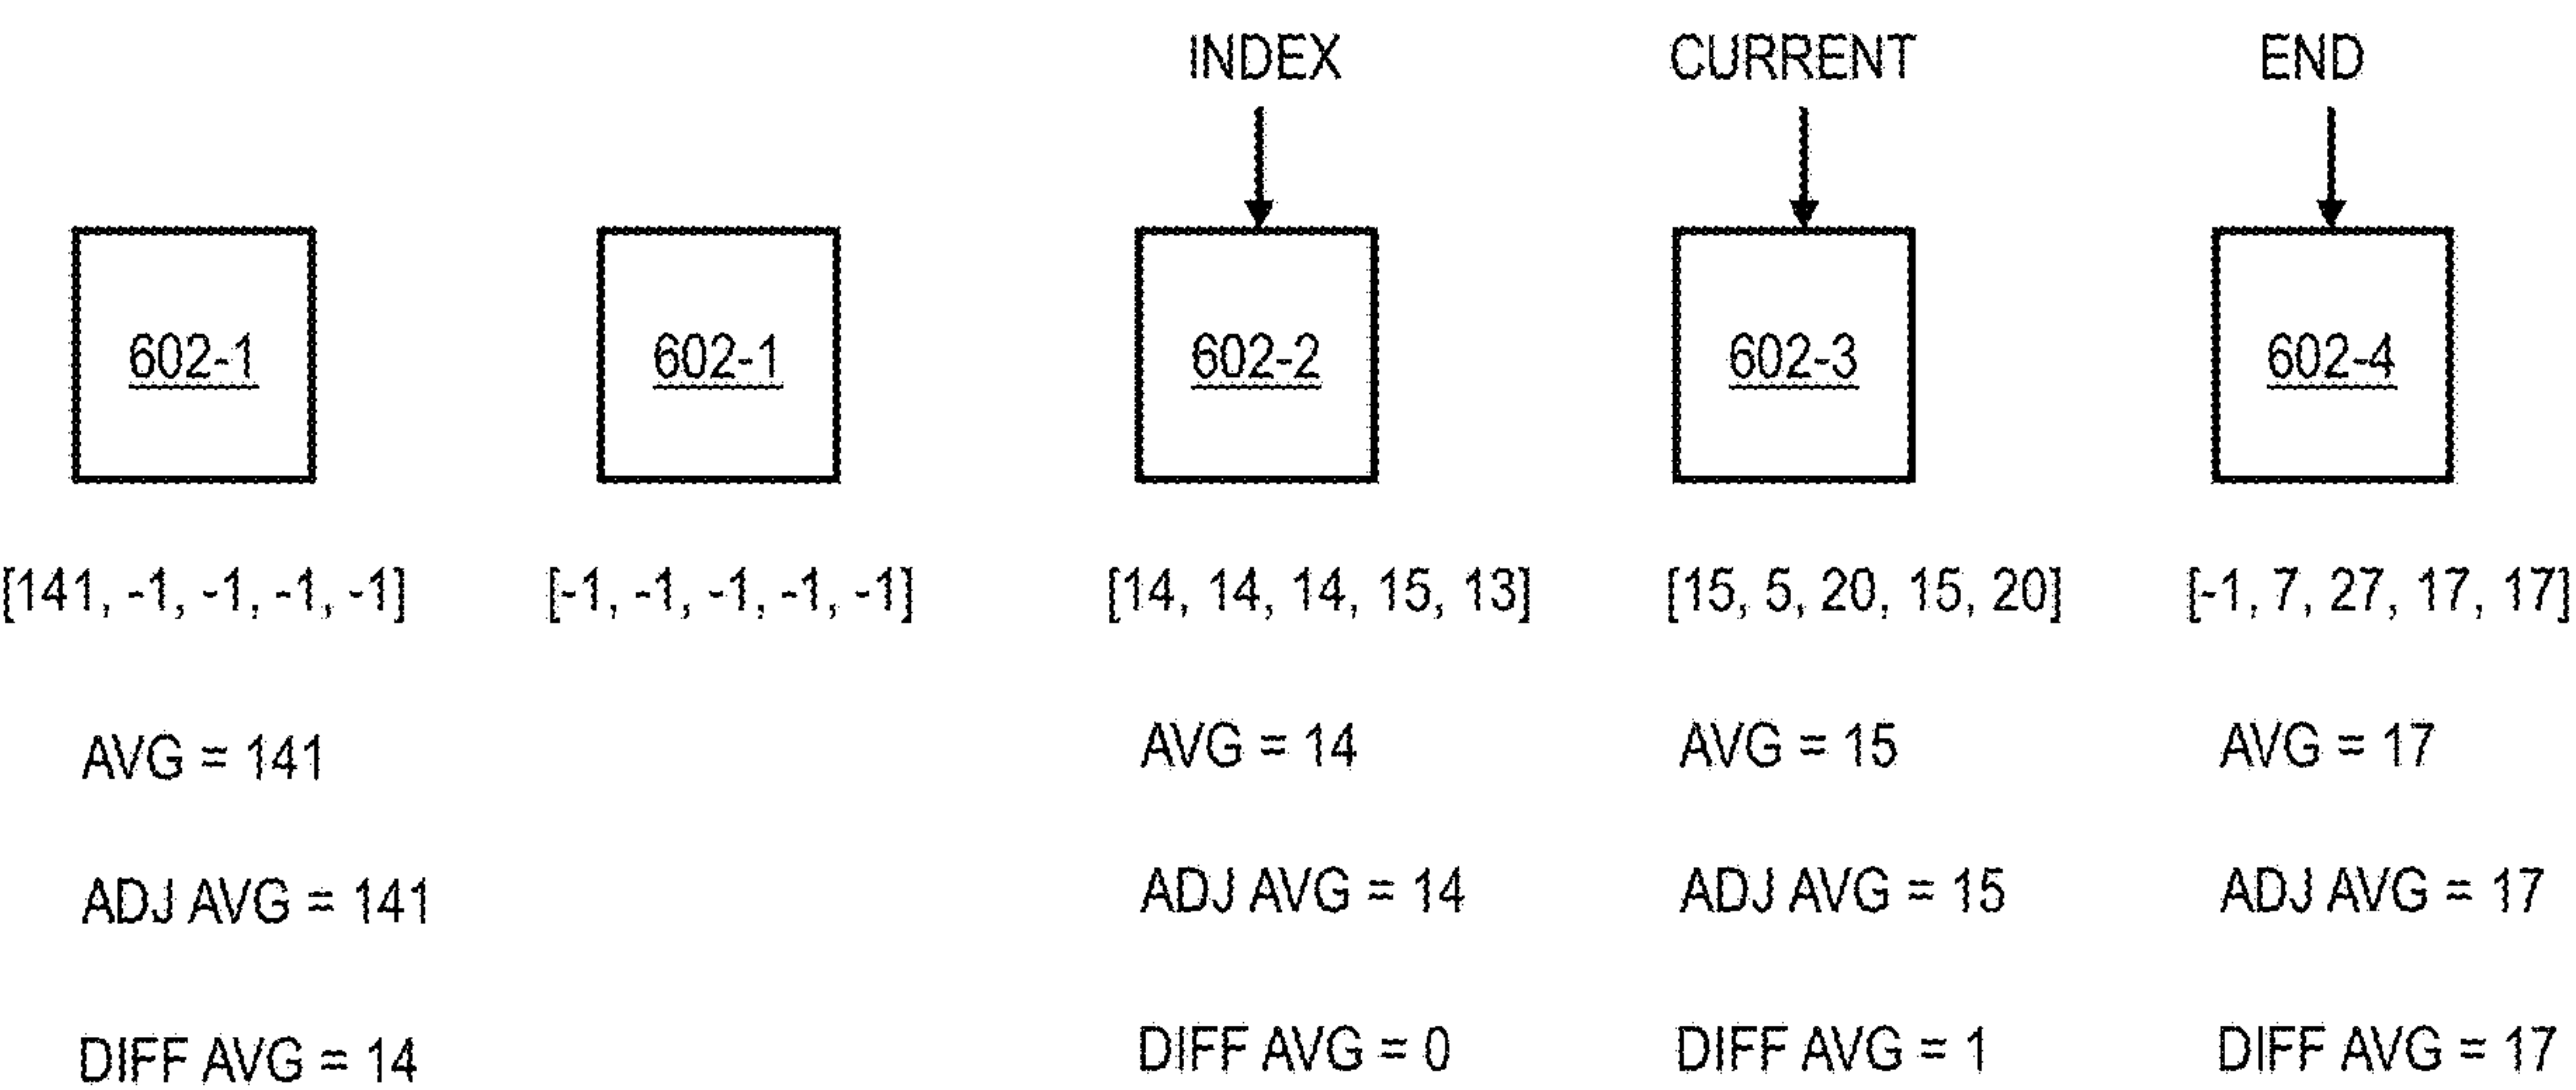 INDEX CURRENT END
602-1 602-1 602-2 602-3 602-4
[141, -1, -1, -1, -1] [-1, -1, -1, -1, -1] [14, 14, 14, 15, 13] [15, 5, 20, 15, 20] [-1, 7, 27, 17, 17]
AVG = 141 AVG = 14 AVG = 15 AVG = 17
ADJ AVG = 141 ADJ AVG = 14 ADJ AVG = 15 ADJ AVG = 17
DIFF AVG = 14 DIFF AVG = 0 DIFF AVG = 1 DIFF AVG = 17